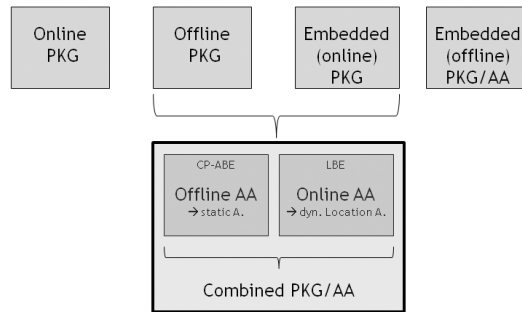 Online
PKG
Offline
PKG
Embedded
(online)
PKG
Embedded
(offline)
PKG/AA
CP-ABE
Offline AA
→ static A.
LBE
Online AA
→ dyn. Location A.
Combined PKG/AA